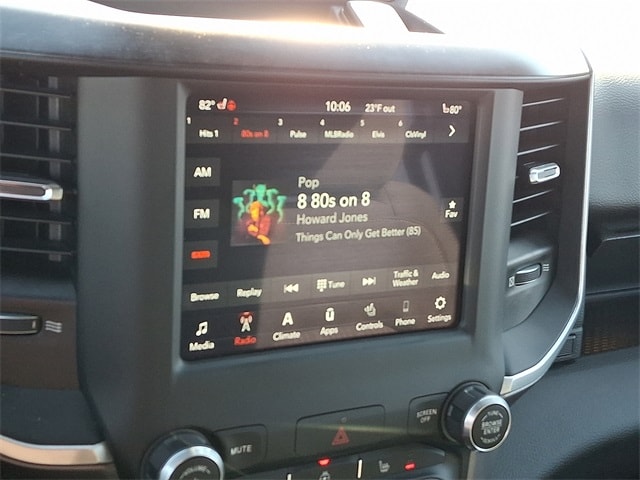 82° 10:06 23°F out 80°
1 2 3 4 5 6
Hits 1 80s on 8 Pulse MLBRadio Elvis ClsVinyl
AM
Pop
8 80s on 8
FM
Howard Jones
Fav
Things Can Only Get Better (85)
Browse Replay Tune Traffic & Weather Audio
Media Radio Climate Apps Controls Phone Settings
MUTE
SCREEN OFF
BROWSE
ENTER